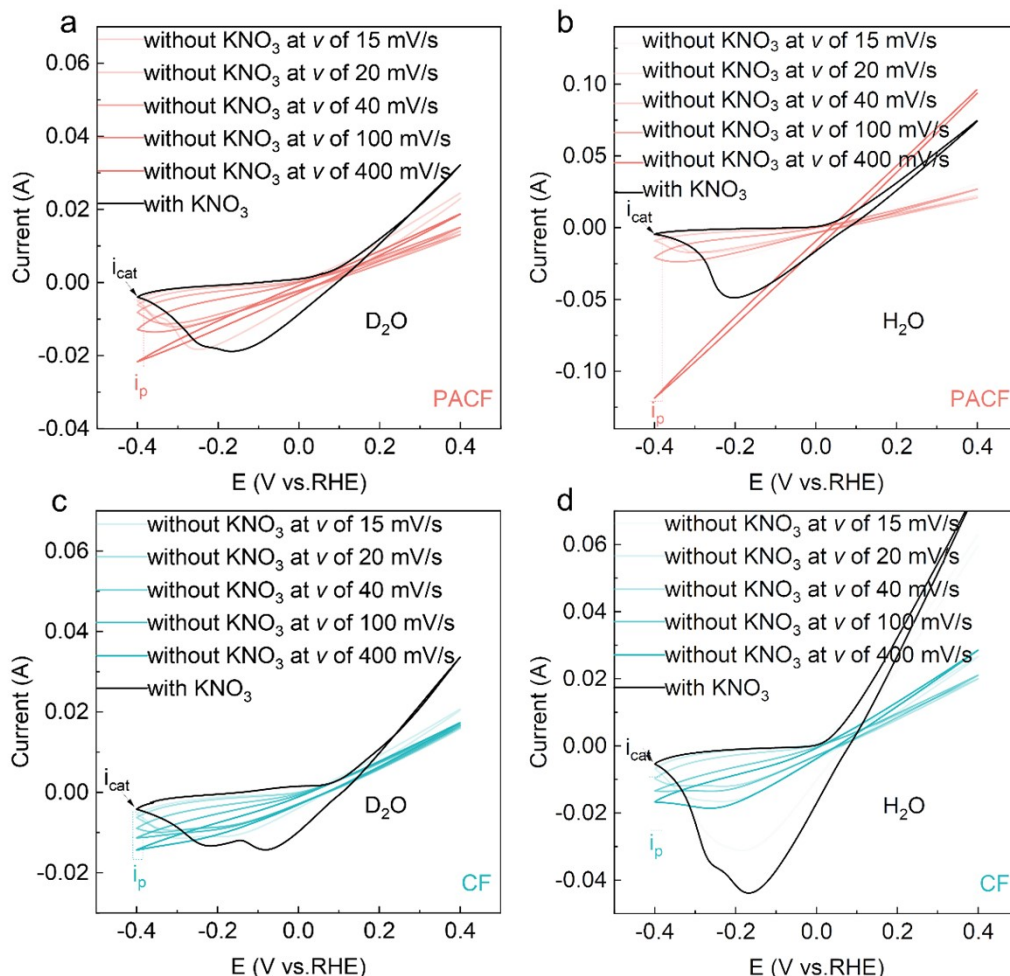 a
without KNO₃ at v of 15 mV/s
without KNO₃ at v of 20 mV/s
without KNO₃ at v of 40 mV/s
without KNO₃ at v of 100 mV/s
without KNO₃ at v of 400 mV/s
with KNO₃
0.06
0.04
0.02
0.00
-0.02
-0.04
Current (A)
i_cat
i_p
D₂O
PACF
-0.4 -0.2 0.0 0.2 0.4
E (V vs.RHE)
b
without KNO₃ at v of 15 mV/s
without KNO₃ at v of 20 mV/s
without KNO₃ at v of 40 mV/s
without KNO₃ at v of 100 mV/s
without KNO₃ at v of 400 mV/s
with KNO₃
0.10
0.05
0.00
-0.05
-0.10
Current (A)
i_cat
i_p
H₂O
PACF
-0.4 -0.2 0.0 0.2 0.4
E (V vs.RHE)
c
without KNO₃ at v of 15 mV/s
without KNO₃ at v of 20 mV/s
without KNO₃ at v of 40 mV/s
without KNO₃ at v of 100 mV/s
without KNO₃ at v of 400 mV/s
with KNO₃
0.06
0.04
0.02
0.00
-0.02
Current (A)
i_cat
i_p
D₂O
CF
-0.4 -0.2 0.0 0.2 0.4
E (V vs.RHE)
d
without KNO₃ at v of 15 mV/s
without KNO₃ at v of 20 mV/s
without KNO₃ at v of 40 mV/s
without KNO₃ at v of 100 mV/s
without KNO₃ at v of 400 mV/s
with KNO₃
0.06
0.04
0.02
0.00
-0.02
-0.04
Current (A)
i_cat
i_p
H₂O
CF
-0.4 -0.2 0.0 0.2 0.4
E (V vs.RHE)